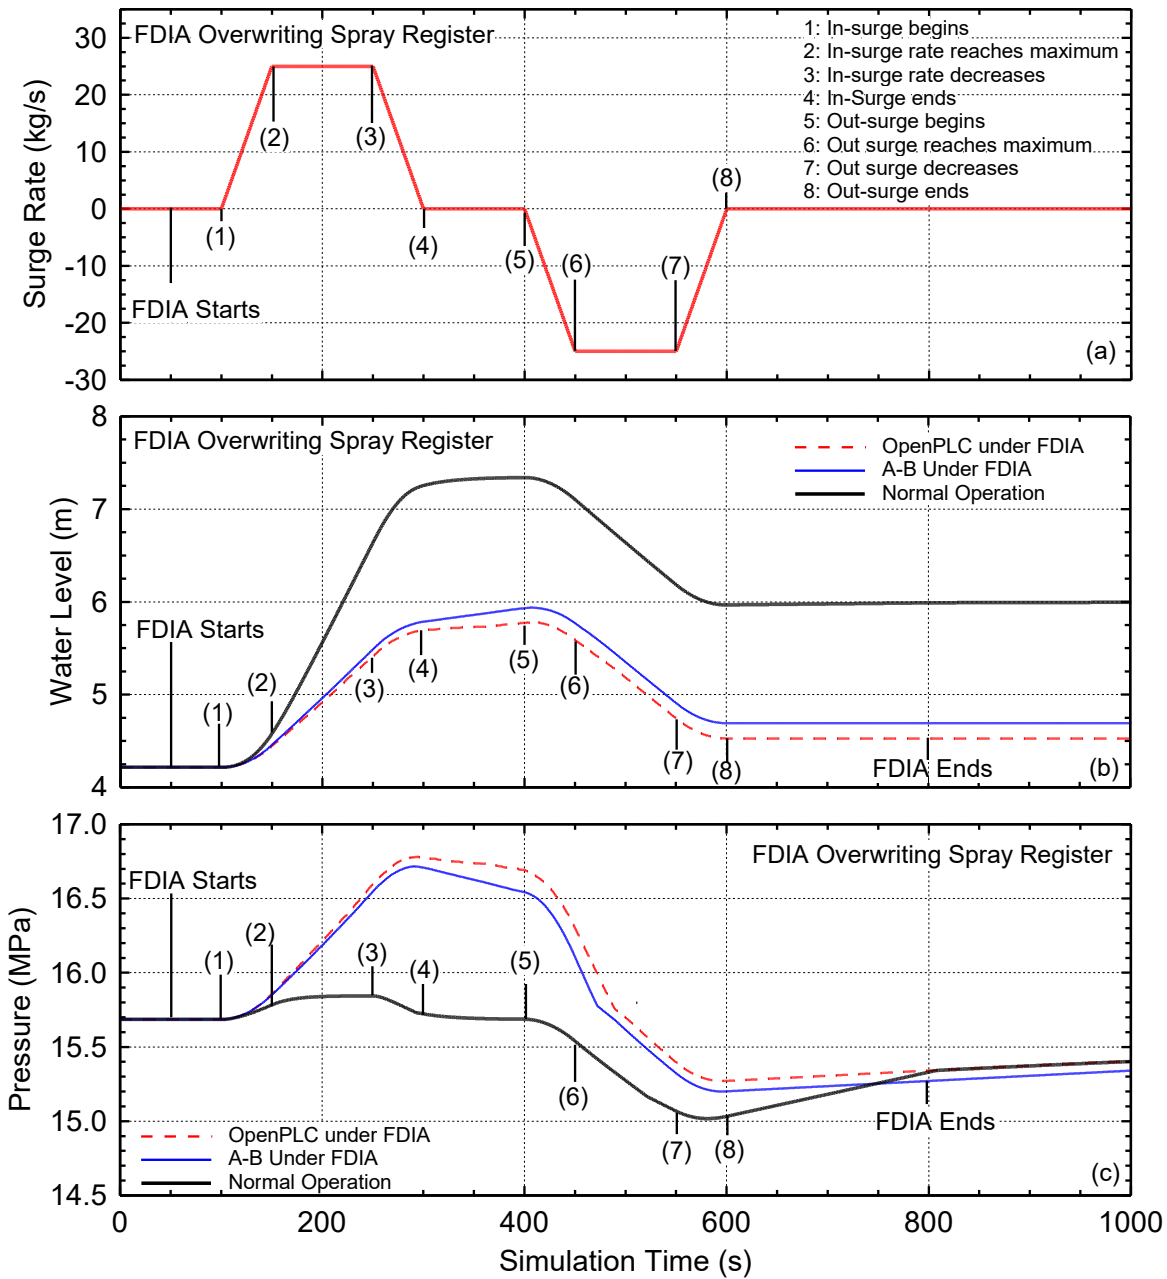 FDIA Overwriting Spray Register
1: In-surge begins
2: In-surge rate reaches maximum
3: In-surge rate decreases
4: In-Surge ends
5: Out-surge begins
6: Out surge reaches maximum
7: Out surge decreases
8: Out-surge ends
30
20
10
0
-10
-20
-30
Surge Rate (kg/s)
(1)
(2)
(3)
(4)
(5)
(6)
(7)
(8)
FDIA Starts
(a)
8
7
6
5
4
Water Level (m)
FDIA Overwriting Spray Register
OpenPLC under FDIA
A-B Under FDIA
Normal Operation
FDIA Starts
(1)
(2)
(3)
(4)
(5)
(6)
(7)
(8)
FDIA Ends
(b)
17.0
16.5
16.0
15.5
15.0
14.5
Pressure (MPa)
FDIA Overwriting Spray Register
FDIA Starts
(1)
(2)
(3)
(4)
(5)
(6)
(7)
(8)
FDIA Ends
OpenPLC under FDIA
A-B Under FDIA
Normal Operation
(c)
0
200
400
600
800
1000
Simulation Time (s)